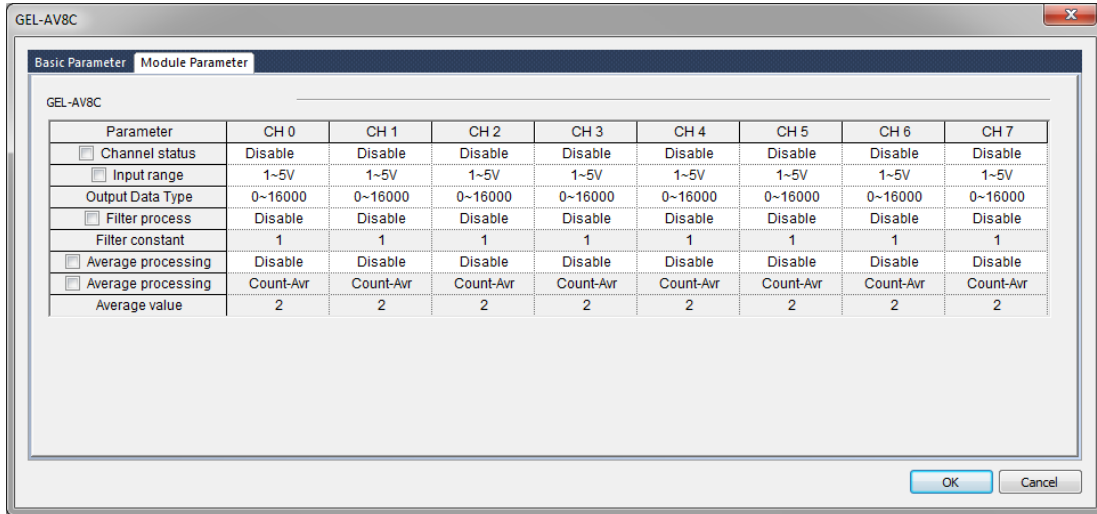 GEL-AV8C
Basic Parameter Module Parameter
GEL-AV8C
Parameter CH 0 CH 1 CH 2 CH 3 CH 4 CH 5 CH 6 CH 7
Channel status Disable Disable Disable Disable Disable Disable Disable Disable
Input range 1~5V 1~5V 1~5V 1~5V 1~5V 1~5V 1~5V 1~5V
Output Data Type 0~16000 0~16000 0~16000 0~16000 0~16000 0~16000 0~16000 0~16000
Filter process Disable Disable Disable Disable Disable Disable Disable Disable
Filter constant 1 1 1 1 1 1 1 1
Average processing Disable Disable Disable Disable Disable Disable Disable Disable
Average processing Count-Avr Count-Avr Count-Avr Count-Avr Count-Avr Count-Avr Count-Avr Count-Avr
Average value 2 2 2 2 2 2 2 2
OK Cancel